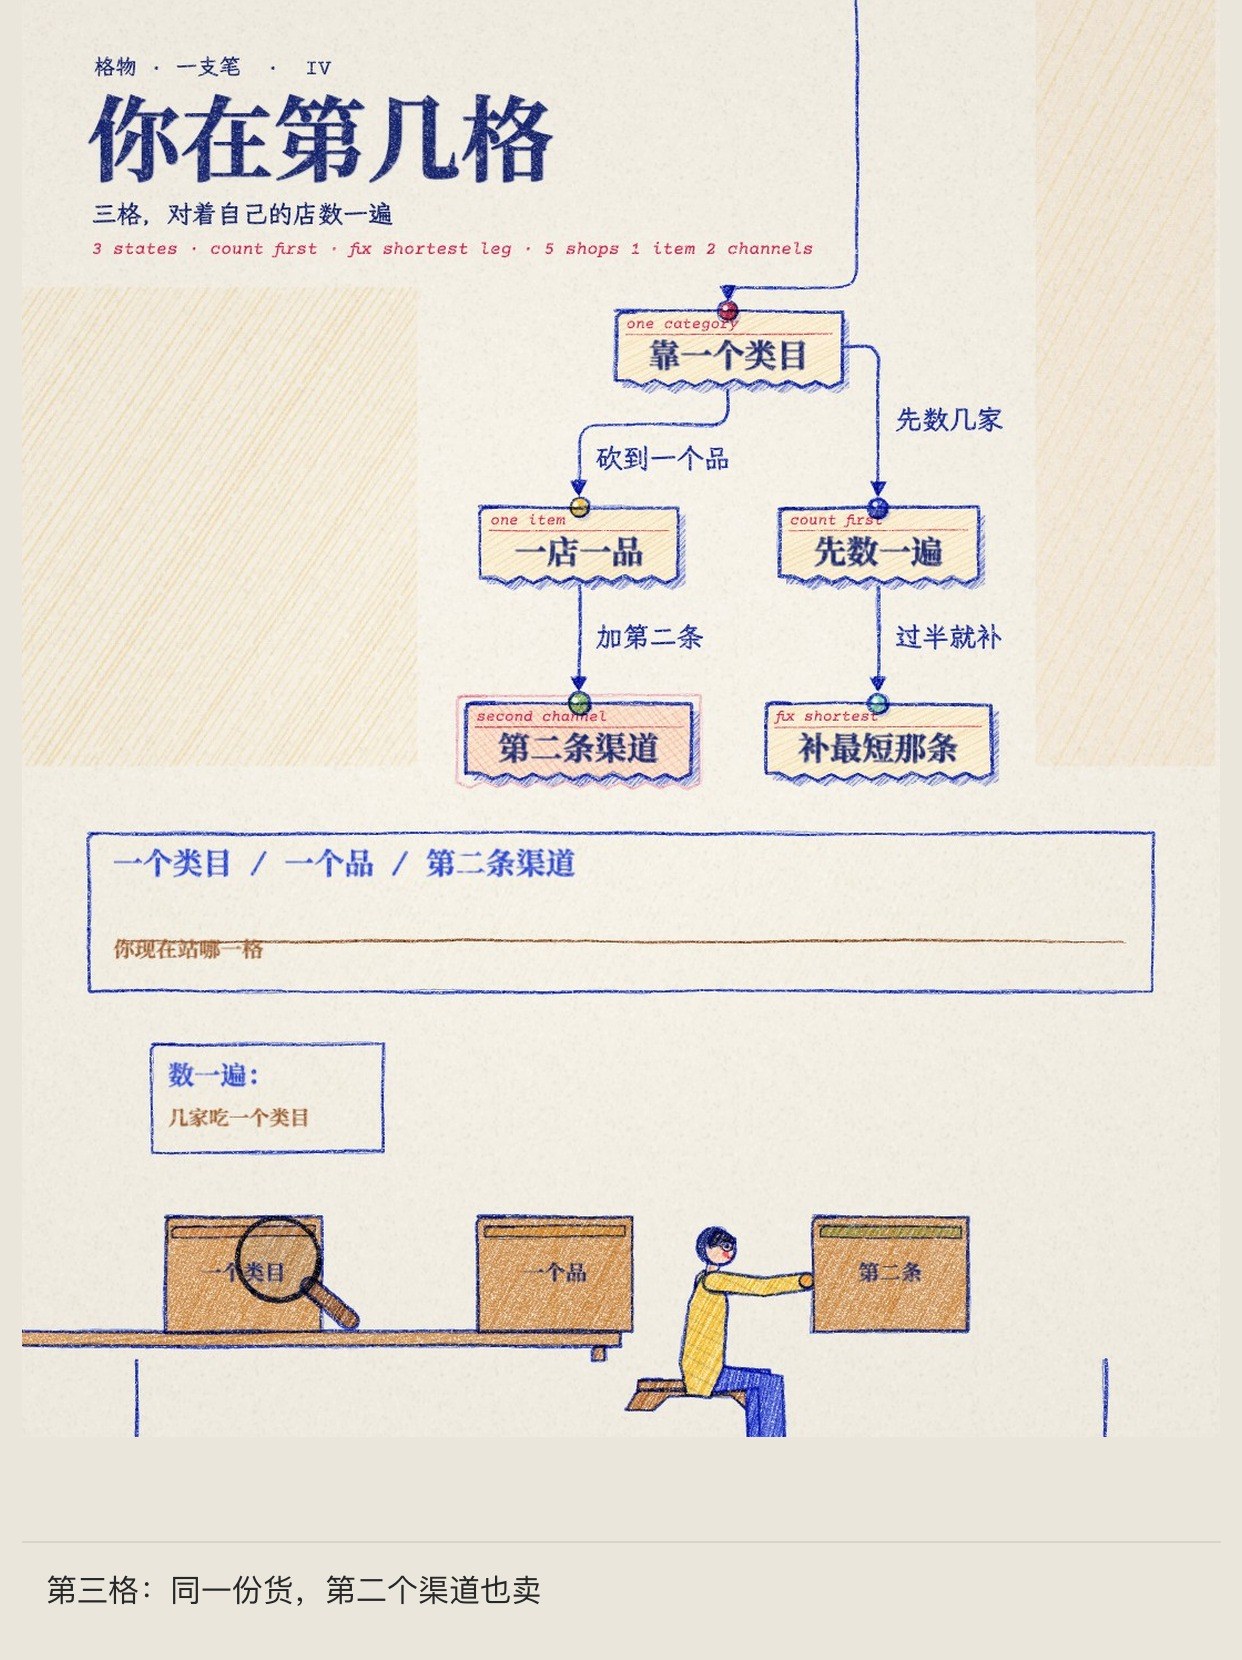 格物 · 一支笔 · IV
你在第几格
三格，对着自己的店数一遍
3 states · count first · fix shortest leg · 5 shops 1 item 2 channels
one category
靠一个类目
先数几家
砍到一个品
one item
一店一品
count first
先数一遍
加第二条
过半就补
second channel
第二条渠道
fix shortest
补最短那条
一个类目 / 一个品 / 第二条渠道
你现在站哪一格
数一遍：
几家吃一个类目
一个类目
一个品
第二条
第三格：同一份货，第二个渠道也卖